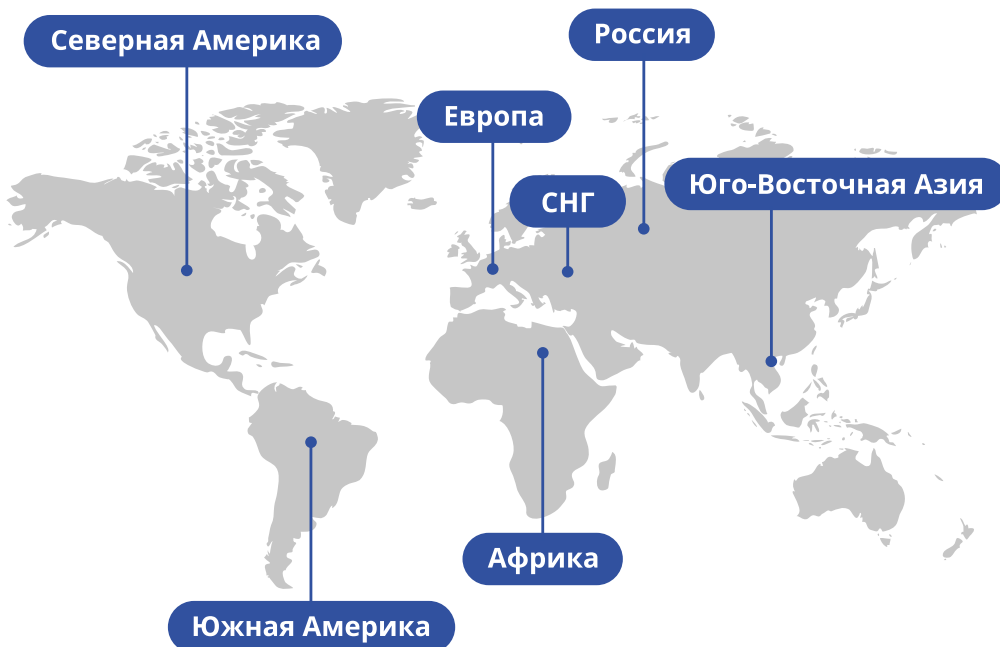 Северная Америка
Россия
Европа
Юго-Восточная Азия
СНГ
Африка
Южная Америка